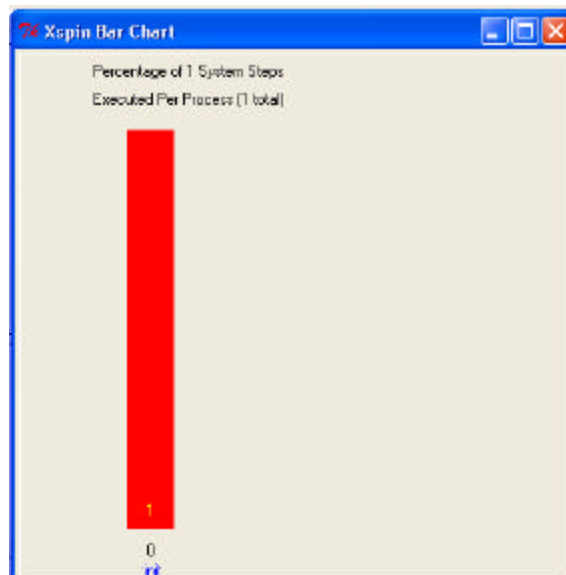 Xspin Bar Chart
Percentage of 1 System Steps
Executed Per Process (1 total)
1
0